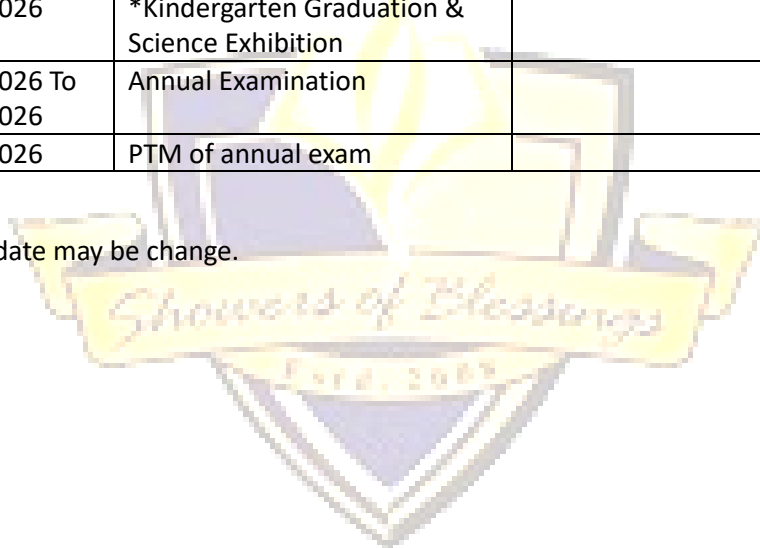 026 *Kindergarten Graduation &
Science Exhibition
026 To Annual Examination
026
026 PTM of annual exam
date may be change.
Showers of Blessings